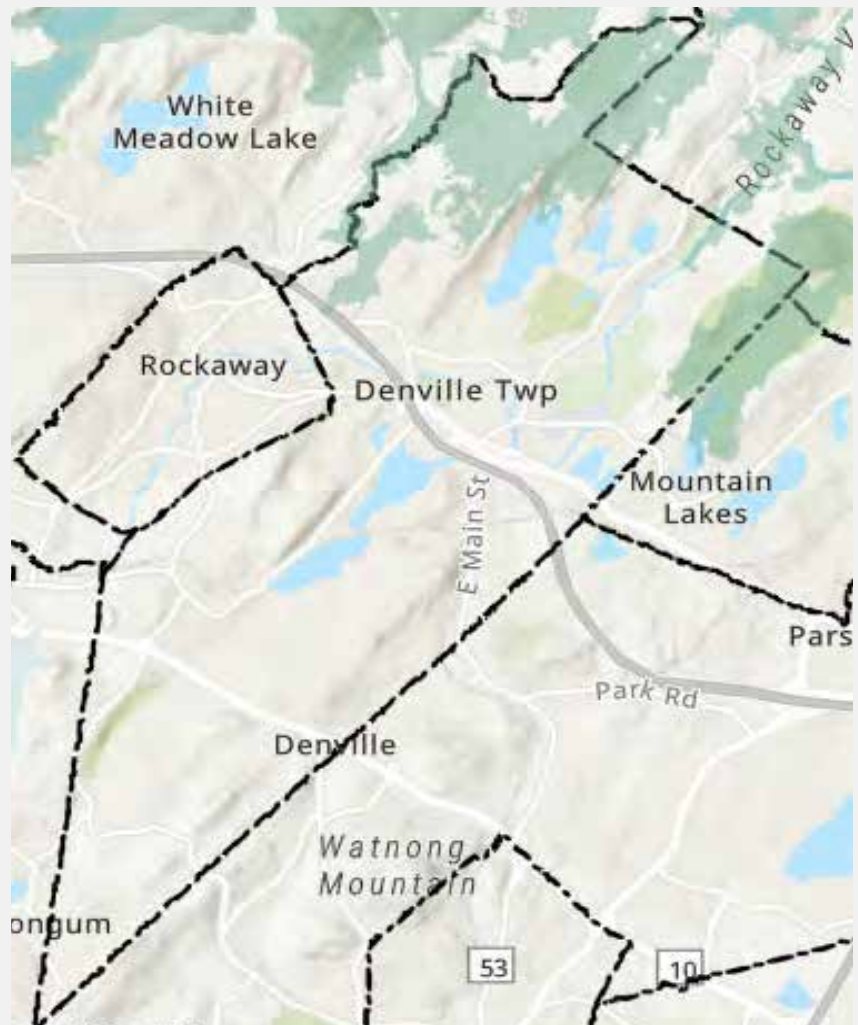 White
Meadow Lake
Rockaway V
Rockaway
Denville Twp
Mountain
Lakes
E Main St
Pars
Park Rd
Denville
Watnong
Mountain
ongum
53
10